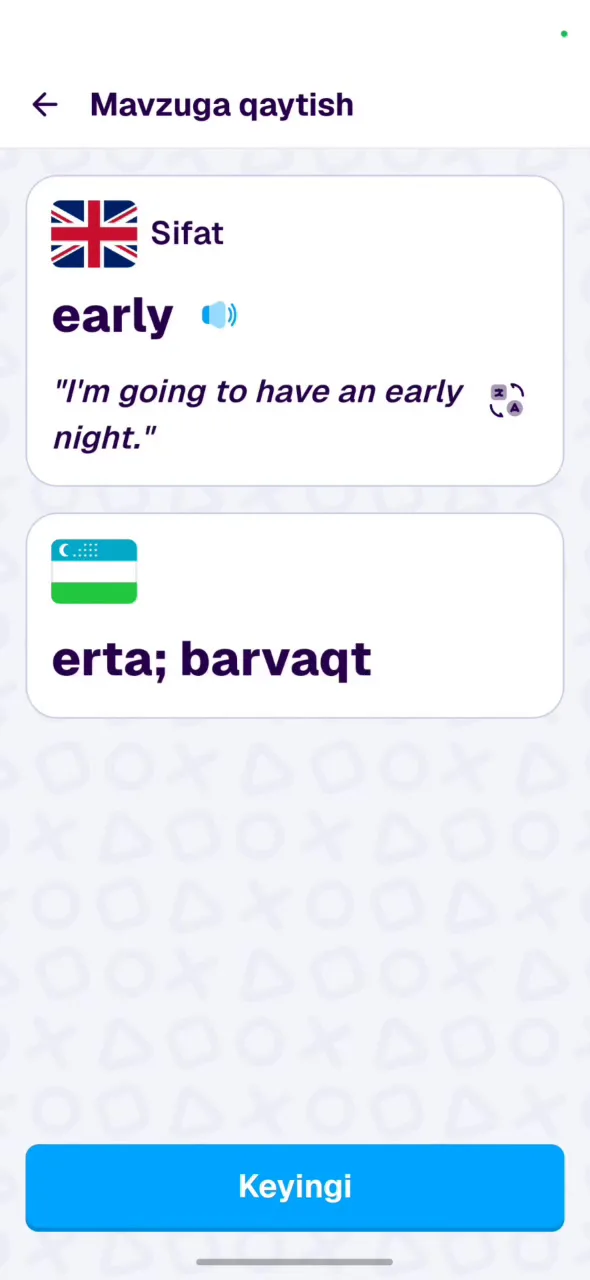 Mavzuga qaytish
Sifat
early
"I'm going to have an early
night."
erta; barvaqt
Keyingi